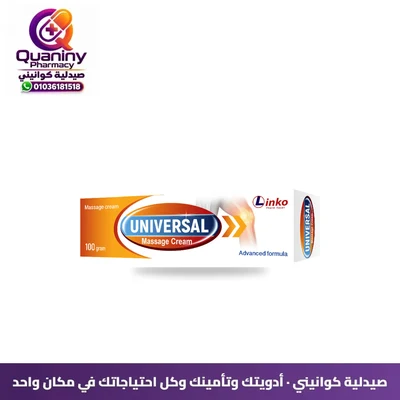 Quaniny
Pharmacy
صيدلية كوانيني
01036181518
Massage cream
UNIVERSAL
Massage Cream
100 gram
Linko
Advanced formula
UNIVERSAL
صيدلية كوانيني · أدويتك وتأمينك وكل احتياجاتك في مكان واحد